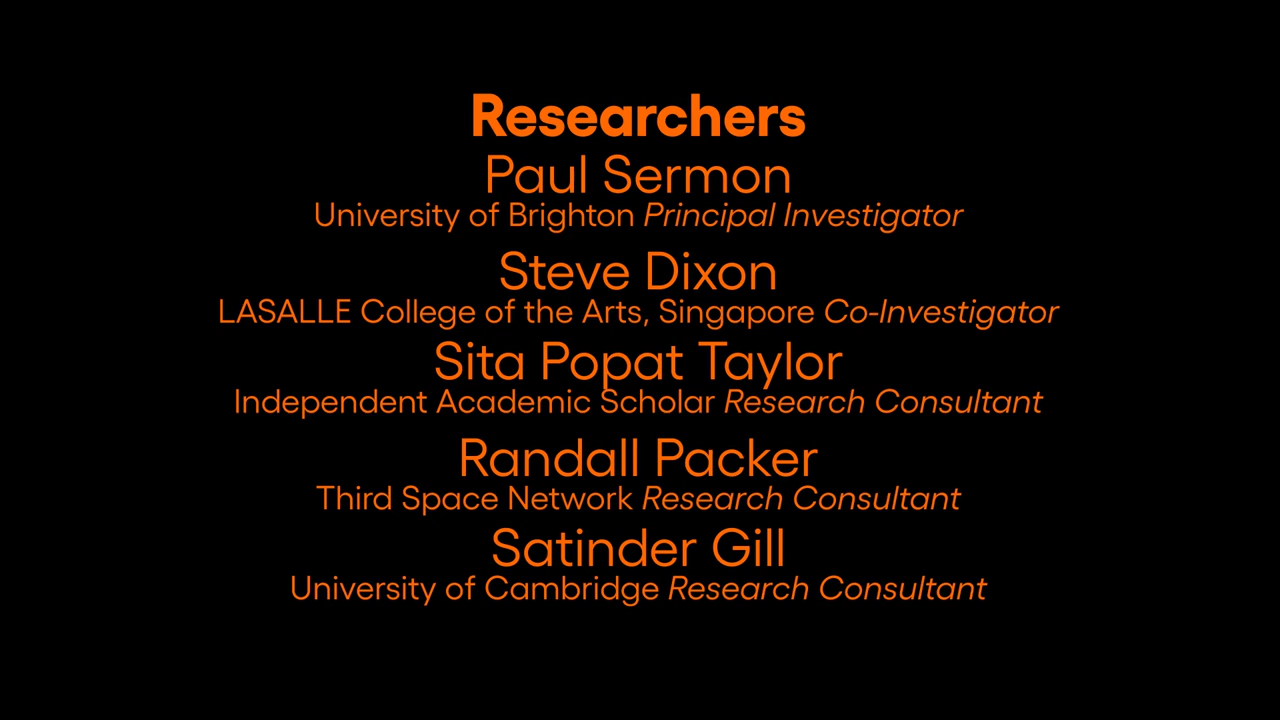 Researchers
Paul Sermon
University of Brighton Principal Investigator
Steve Dixon
LASALLE College of the Arts, Singapore Co-Investigator
Sita Popat Taylor
Independent Academic Scholar Research Consultant
Randall Packer
Third Space Network Research Consultant
Satinder Gill
University of Cambridge Research Consultant